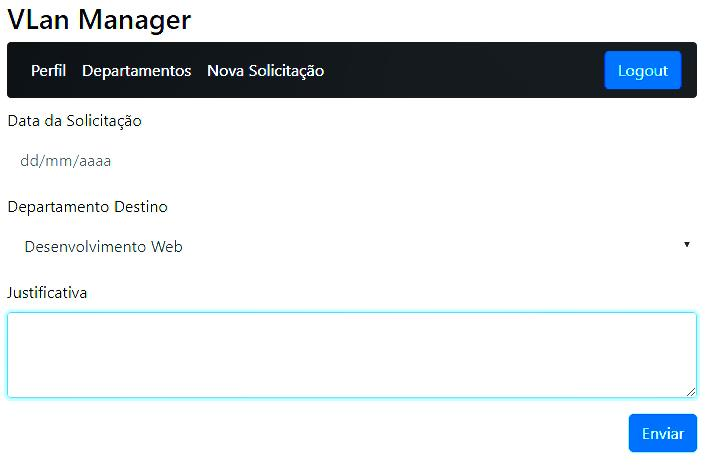 VLan Manager
Perfil Departamentos Nova Solicitação Logout
Data da Solicitação
dd/mm/aaaa
Departamento Destino
Desenvolvimento Web
Justificativa
Enviar